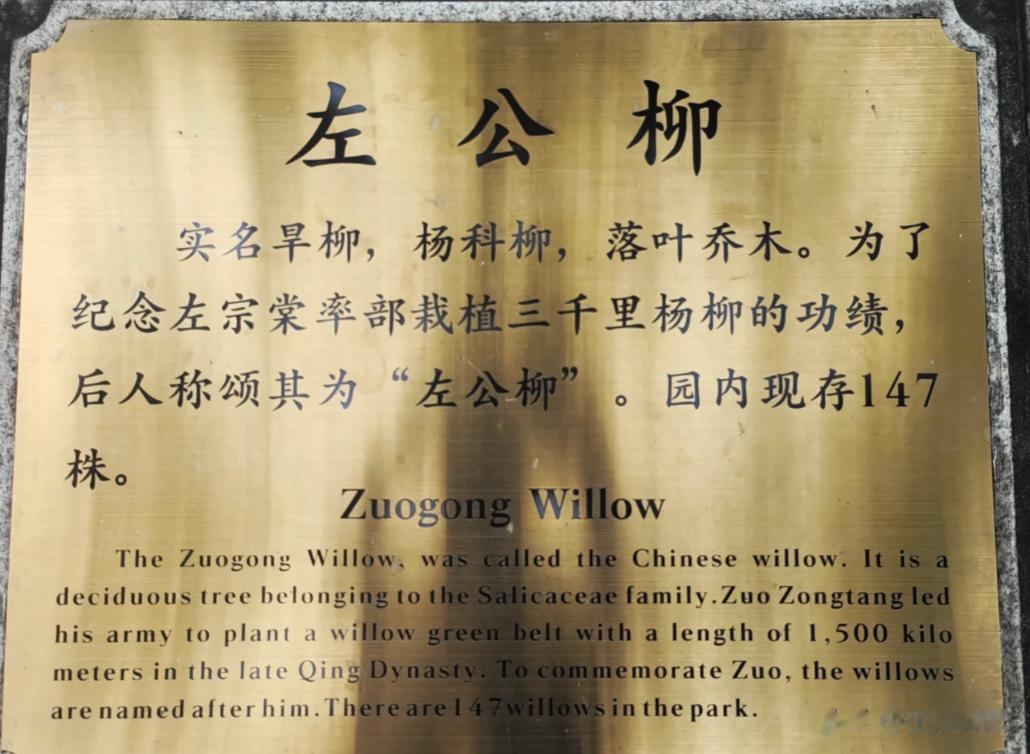 左公柳
实名旱柳，杨科柳，落叶乔木。为了
纪念左宗棠率部栽植三千里杨柳的功绩，
后人称颂其为“左公柳”。园内现存147
株。
Zuogong Willow
The Zuogong Willow, was called the Chinese willow. It is a
deciduous tree belonging to the Salicaceae family.Zuo Zongtang led
his army to plant a willow green belt with a length of 1,500 kilo
meters in the late Qing Dynasty. To commemorate Zuo, the willows
are named after him.There are 147willows in the park.